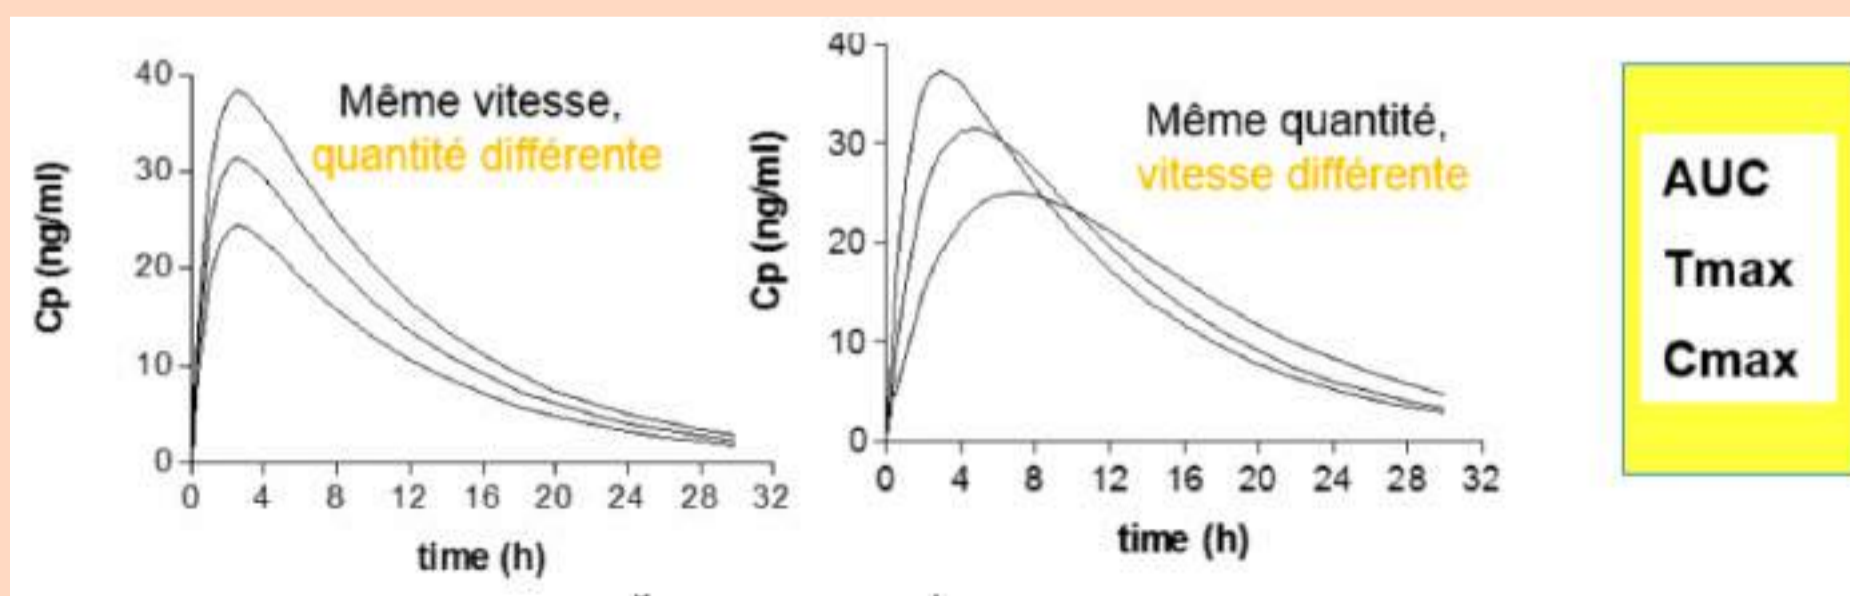 40
30
20
10
0
Cp (ng/ml)
Même vitesse,
quantité différente
0 4 8 12 16 20 24 28 32
time (h)
40
30
20
10
0
Cp (ng/ml)
Même quantité,
vitesse différente
0 4 8 12 16 20 24 28 32
time (h)
AUC
Tmax
Cmax